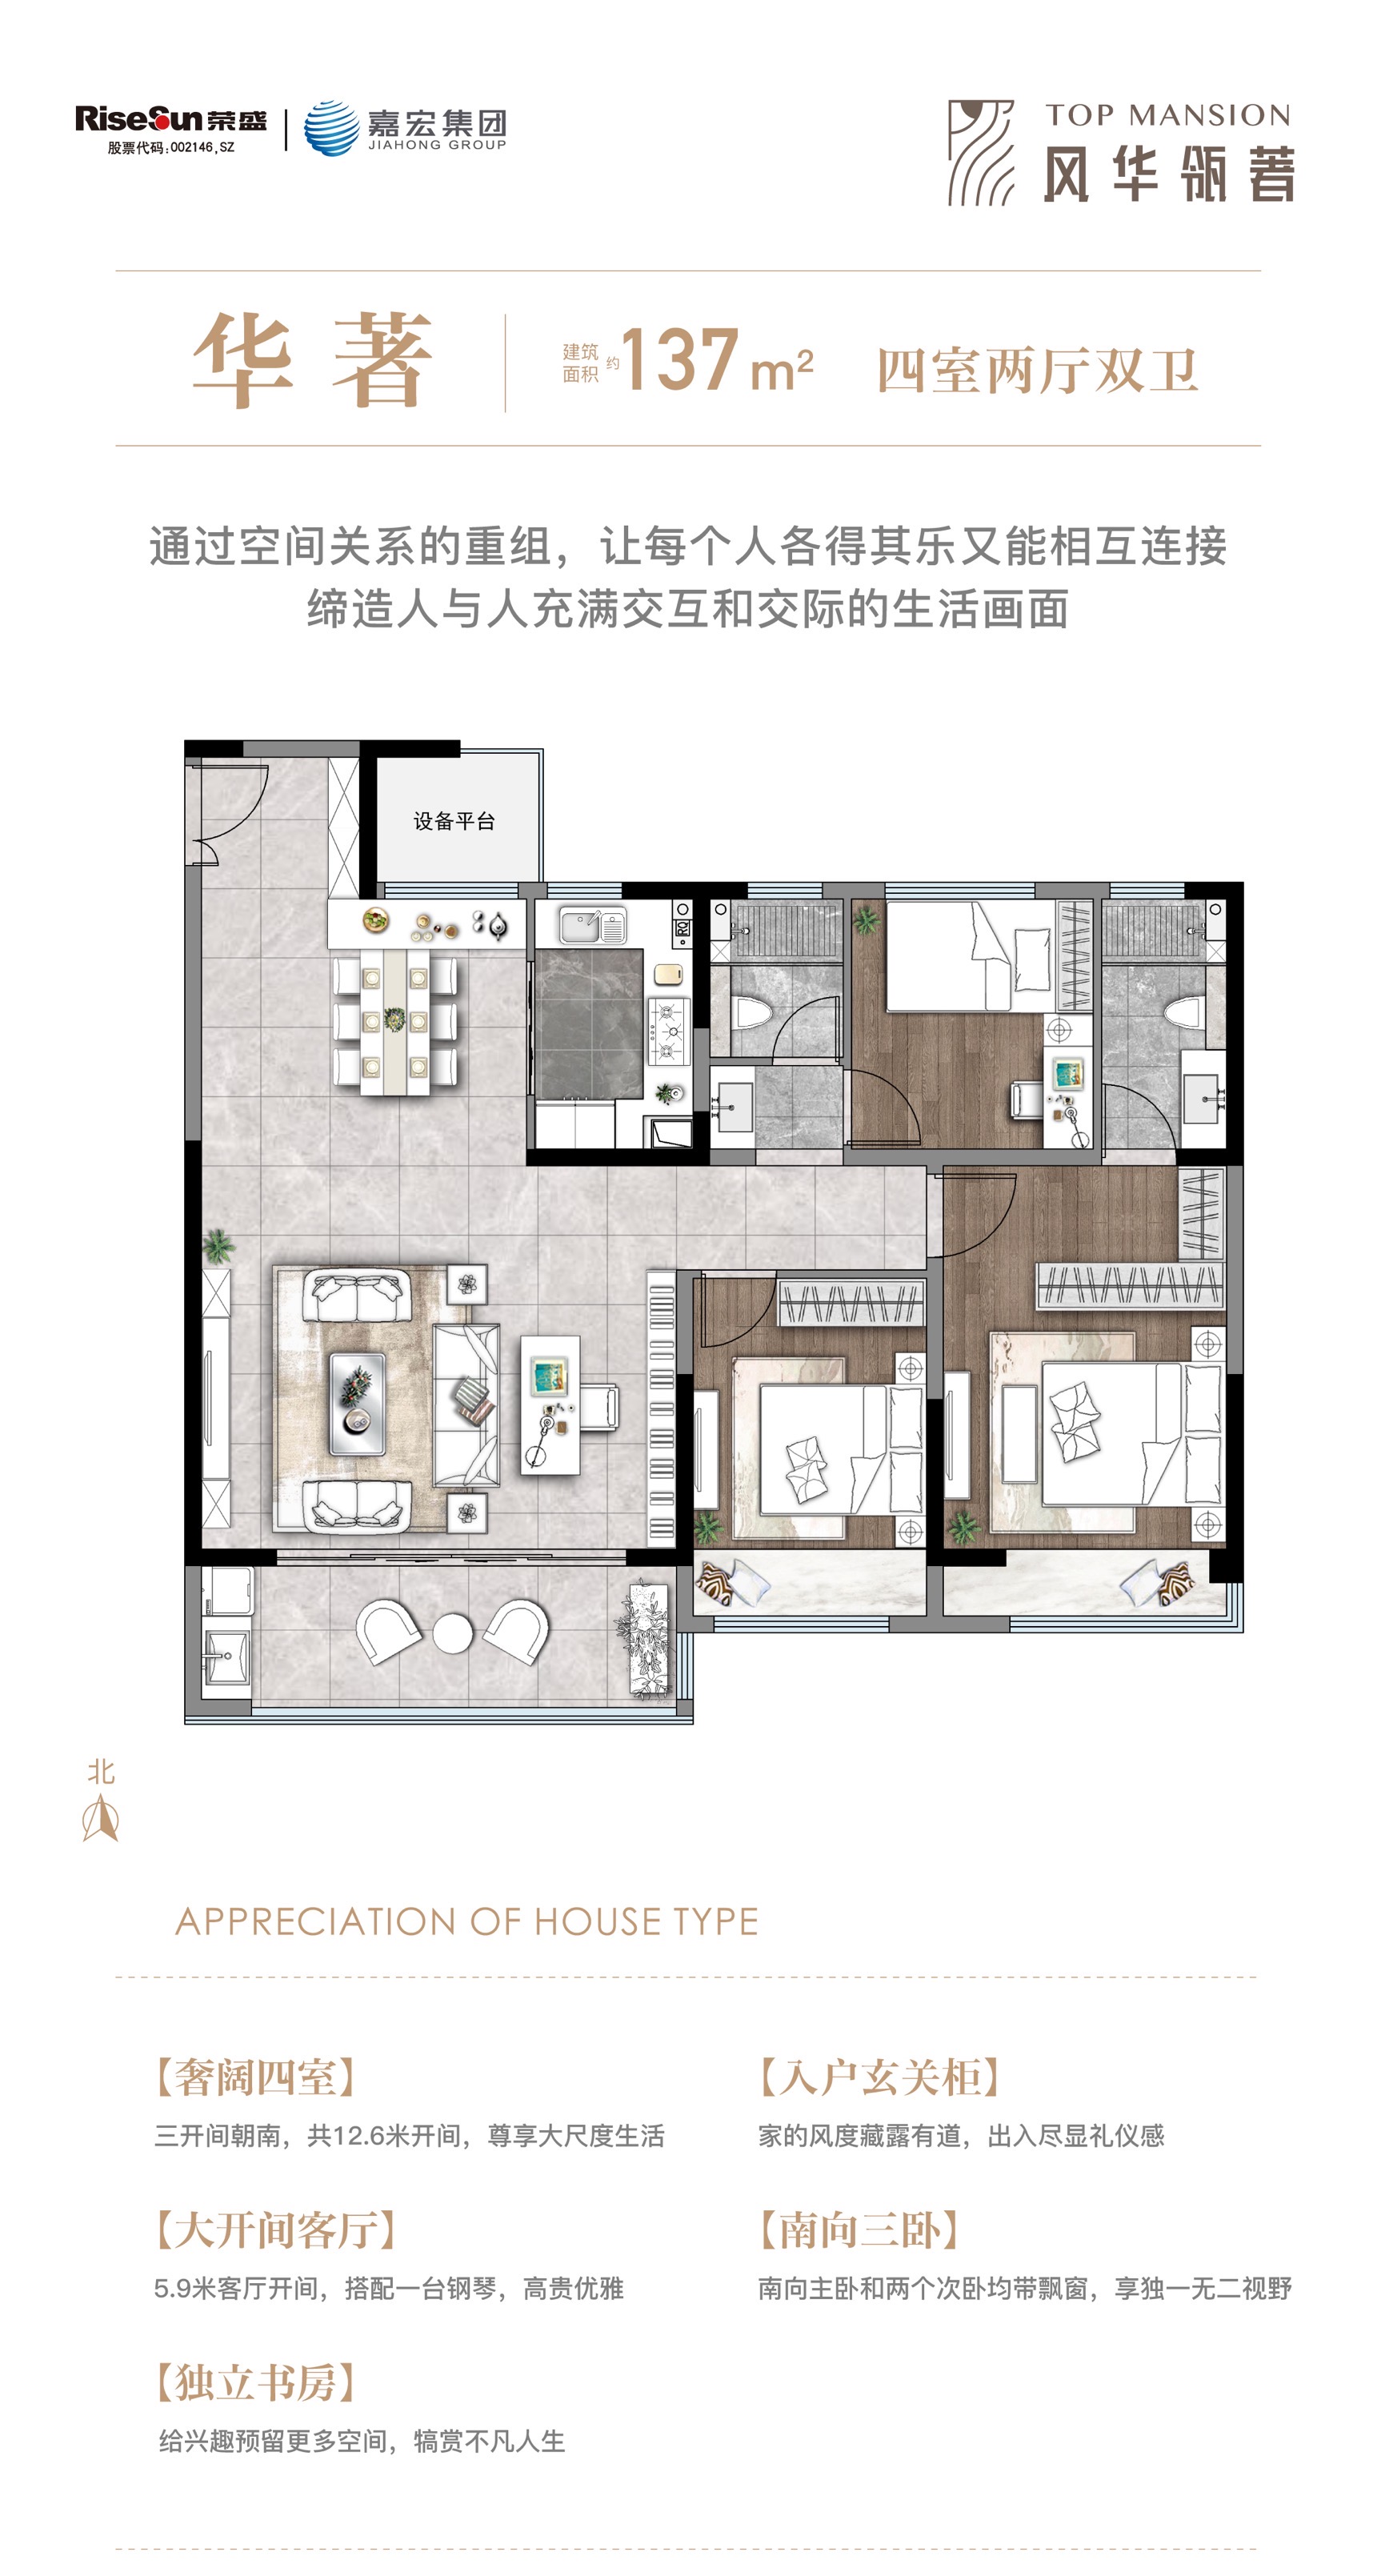 RiseSun荣盛
股票代码:002146,SZ
嘉宏集团
JIAHONG GROUP
TOP MANSION
风华瓴著
华著
建筑面积 约137m²
四室两厅双卫
通过空间关系的重组，让每个人各得其乐又能相互连接
缔造人与人充满交互和交际的生活画面
设备平台
RQ
北
APPRECIATION OF HOUSE TYPE
【奢阔四室】
三开间朝南，共12.6米开间，尊享大尺度生活
【入户玄关柜】
家的风度藏露有道，出入尽显礼仪感
【大开间客厅】
5.9米客厅开间，搭配一台钢琴，高贵优雅
【南向三卧】
南向主卧和两个次卧均带飘窗，享独一无二视野
【独立书房】
给兴趣预留更多空间，犒赏不凡人生